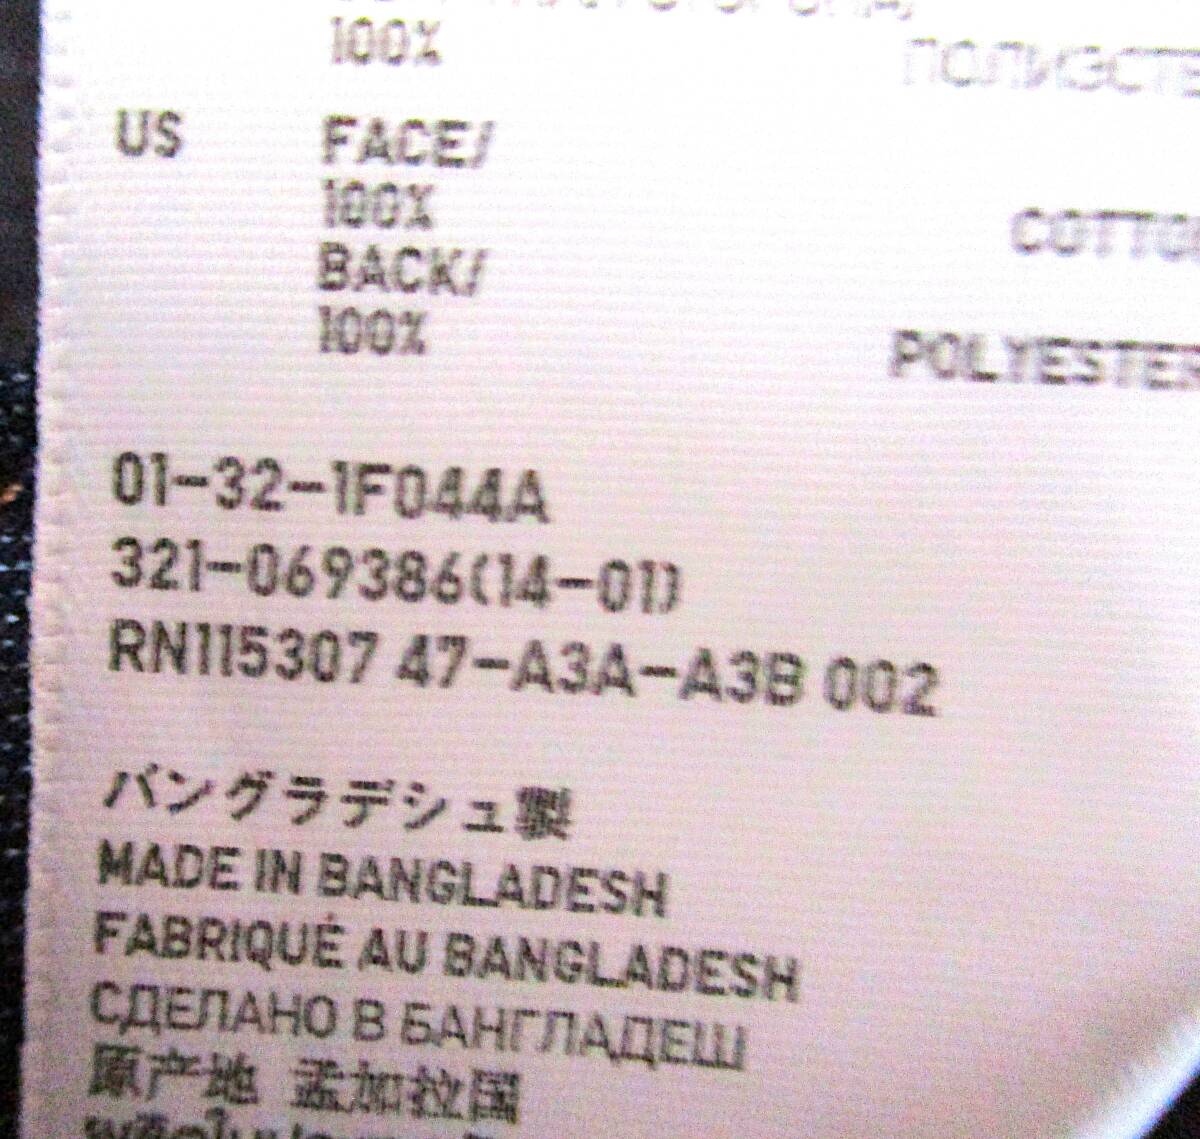 100%
ПОЛИЭСТЕ
US FACE/
100% COTTO
BACK/
100% POLYESTER
01-32-1F044A
321-069386(14-01)
RN115307 47-A3A-A3B 002
バングラデシュ製
MADE IN BANGLADESH
FABRIQUÉ AU BANGLADESH
СДЕЛАНО В БАНГЛАДЕШ
原产地 孟加拉国